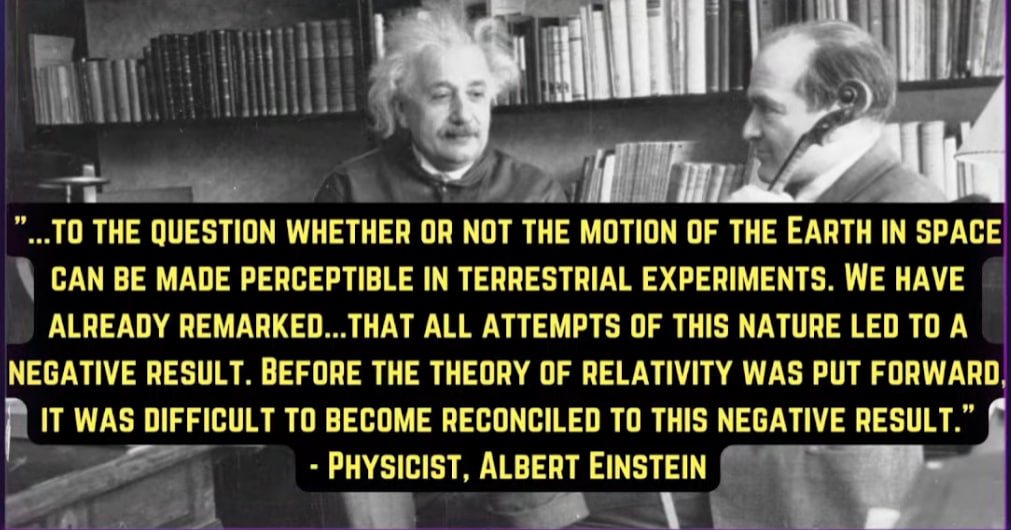 "...TO THE QUESTION WHETHER OR NOT THE MOTION OF THE EARTH IN SPACE
CAN BE MADE PERCEPTIBLE IN TERRESTRIAL EXPERIMENTS. WE HAVE
ALREADY REMARKED...THAT ALL ATTEMPTS OF THIS NATURE LED TO A
NEGATIVE RESULT. BEFORE THE THEORY OF RELATIVITY WAS PUT FORWARD,
IT WAS DIFFICULT TO BECOME RECONCILED TO THIS NEGATIVE RESULT."
- PHYSICIST, ALBERT EINSTEIN